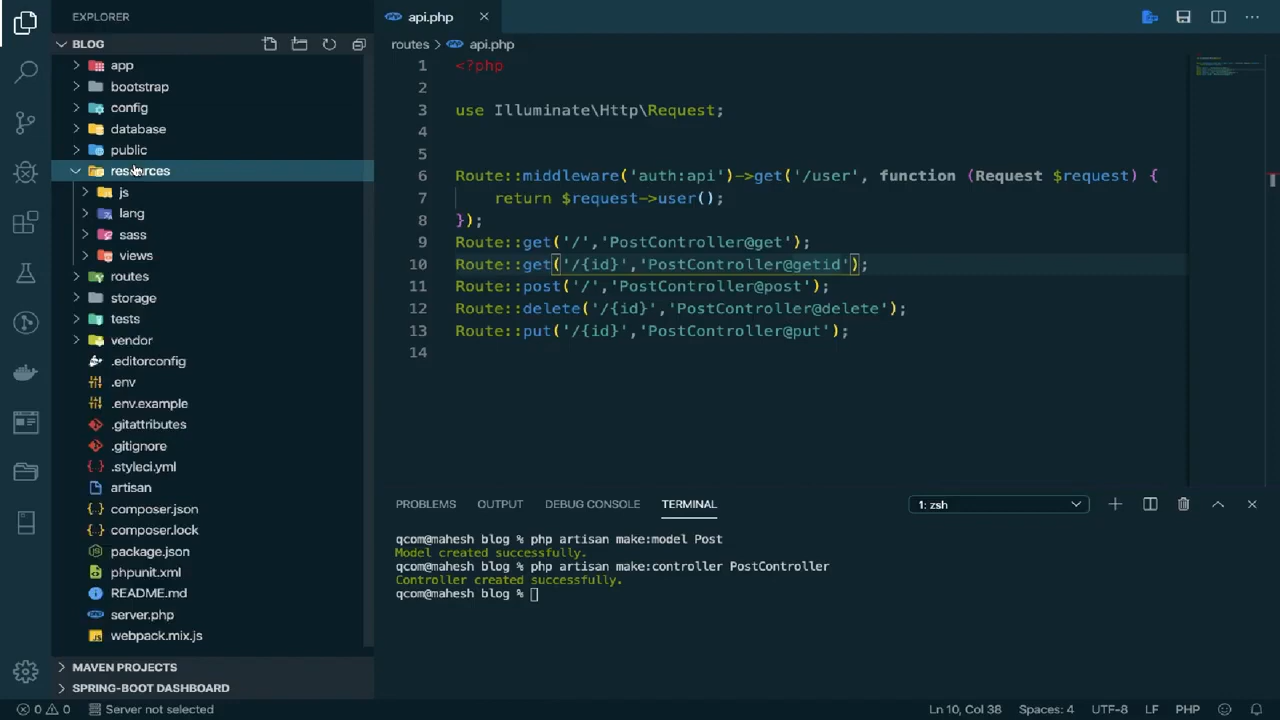 EXPLORER
BLOG
app
bootstrap
config
database
public
resources
js
lang
sass
views
routes
storage
tests
vendor
.editorconfig
.env
.env.example
.gitattributes
.gitignore
.styleci.yml
artisan
composer.json
composer.lock
package.json
phpunit.xml
README.md
server.php
webpack.mix.js
MAVEN PROJECTS
SPRING-BOOT DASHBOARD
api.php
routes > api.php
1 <?php
2
3 use Illuminate\Http\Request;
4
5
6 Route::middleware('auth:api')->get('/user', function (Request $request) {
7 return $request->user();
8 });
9 Route::get('/','PostController@get');
10 Route::get('/{id}','PostController@getid');
11 Route::post('/','PostController@post');
12 Route::delete('/{id}','PostController@delete');
13 Route::put('/{id}','PostController@put');
14
PROBLEMS OUTPUT DEBUG CONSOLE TERMINAL 1: zsh
qcom@mahesh blog % php artisan make:model Post
Model created successfully.
qcom@mahesh blog % php artisan make:controller PostController
Controller created successfully.
qcom@mahesh blog %
0 0 Server not selected Ln 10, Col 38 Spaces: 4 UTF-8 LF PHP